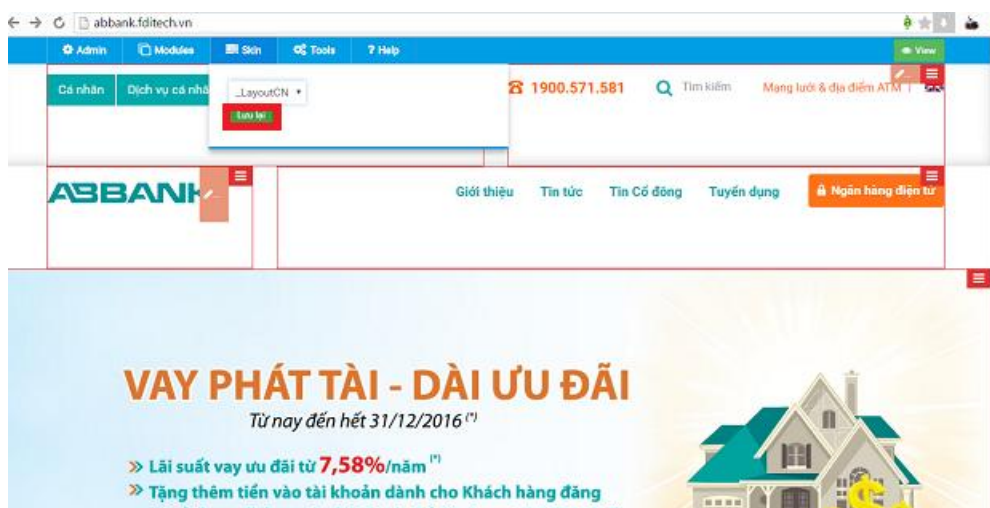 abbank.fditech.vn
Admin Modules Skin Tools ? Help View
Cá nhân Dịch vụ cá nhâ _LayoutCN 1900.571.581 Tìm kiếm Mạng lưới & địa điểm ATM |
Lưu lại
ABBANK
Giới thiệu Tin tức Tin Cổ đông Tuyển dụng Ngân hàng điện tử
VAY PHÁT TÀI - DÀI ƯU ĐÃI
Từ nay đến hết 31/12/2016 (*)
» Lãi suất vay ưu đãi từ 7,58%/năm (*)
» Tặng thêm tiền vào tài khoản dành cho Khách hàng đăng